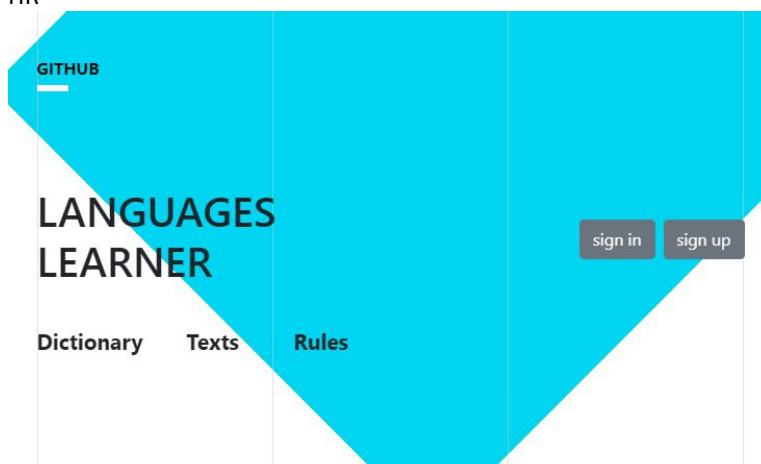 GITHUB
LANGUAGES
LEARNER
sign in sign up
Dictionary Texts Rules